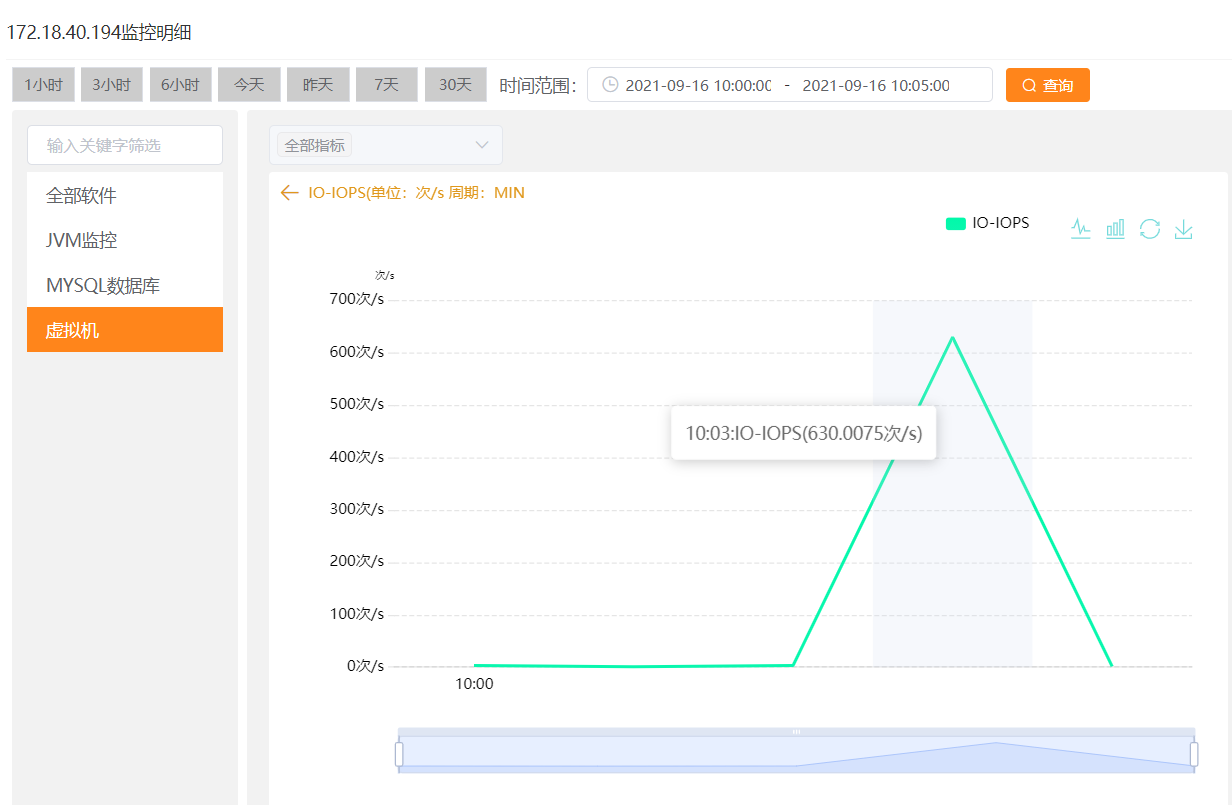 172.18.40.194监控明细
1小时 3小时 6小时 今天 昨天 7天 30天 时间范围: 2021-09-16 10:00:00 - 2021-09-16 10:05:00 查询
输入关键字筛选
全部指标
全部软件
JVM监控
MYSQL数据库
虚拟机
IO-IOPS(单位：次/s 周期：MIN
IO-IOPS
次/s
700次/s
600次/s
500次/s
400次/s
300次/s
200次/s
100次/s
0次/s
10:03:IO-IOPS(630.0075次/s)
10:00